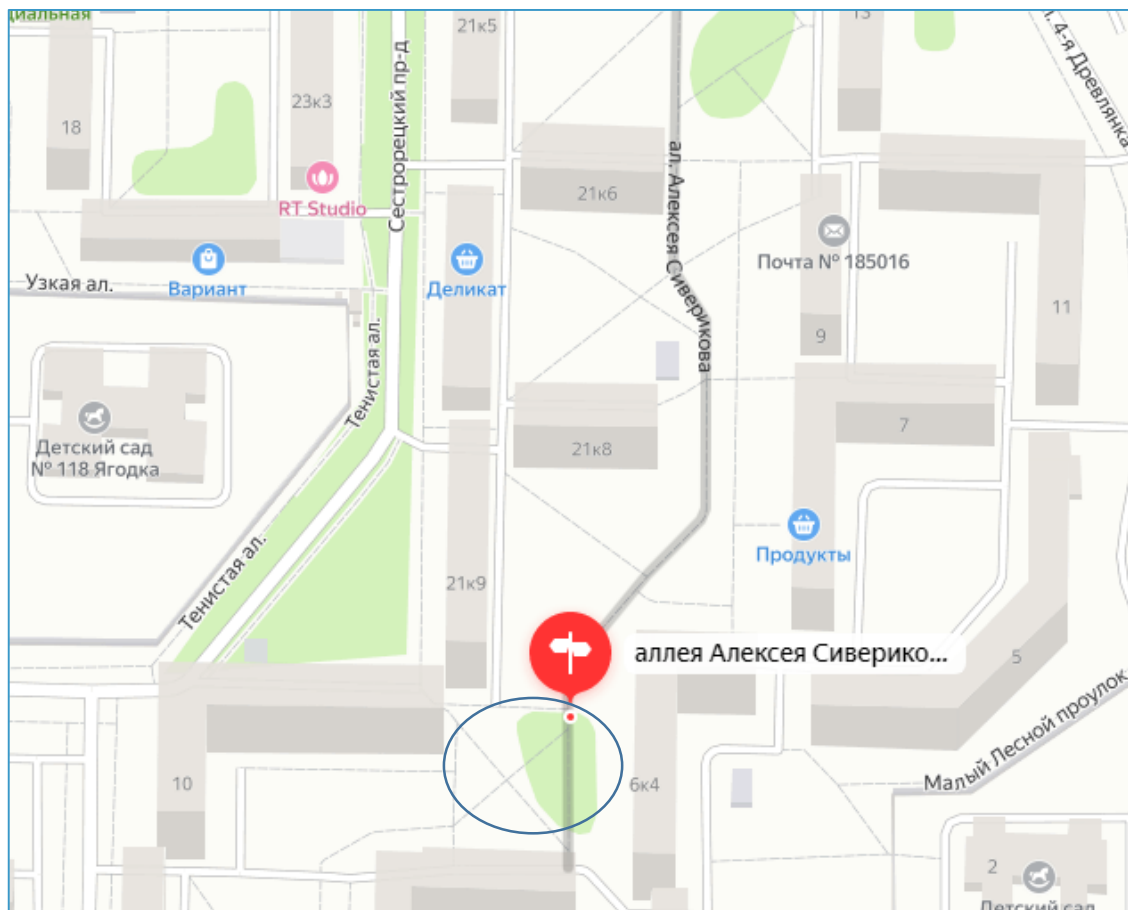 циальная
21к5
13
ул. 4-я Древлянка
23к3
18
Сестрорецкий пр-д
ал. Алексея Сиверикова
RT Studio
21к6
Почта № 185016
Узкая ал.
Вариант
Деликат
11
9
Тенистая ал.
Детский сад
№ 118 Ягодка
21к8
7
Продукты
Тенистая ал.
21к9
аллея Алексея Сиверико...
5
Малый Лесной проулок
10
6к4
2
Детский сад